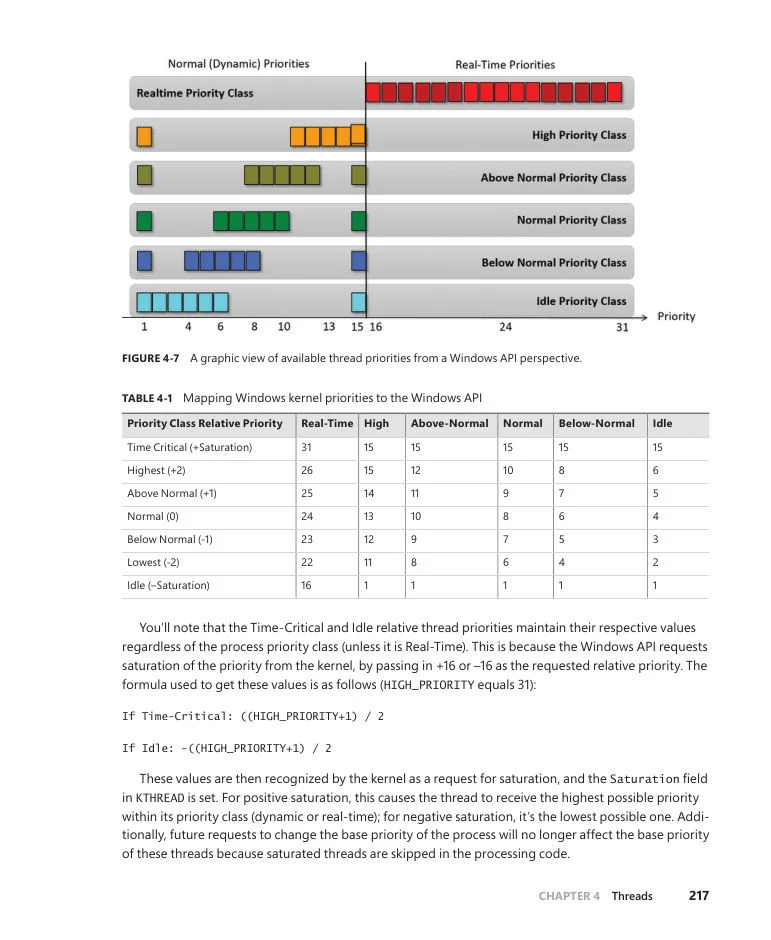 Normal (Dynamic) Priorities Real-Time Priorities
Realtime Priority Class
High Priority Class
Above Normal Priority Class
Normal Priority Class
Below Normal Priority Class
Idle Priority Class
1 4 6 8 10 13 15 16 24 31 Priority
FIGURE 4-7 A graphic view of available thread priorities from a Windows API perspective.
TABLE 4-1 Mapping Windows kernel priorities to the Windows API
Priority Class Relative Priority Real-Time High Above-Normal Normal Below-Normal Idle
Time Critical (+Saturation) 31 15 15 15 15 15
Highest (+2) 26 15 12 10 8 6
Above Normal (+1) 25 14 11 9 7 5
Normal (0) 24 13 10 8 6 4
Below Normal (-1) 23 12 9 7 5 3
Lowest (-2) 22 11 8 6 4 2
Idle (–Saturation) 16 1 1 1 1 1
You’ll note that the Time-Critical and Idle relative thread priorities maintain their respective values
regardless of the process priority class (unless it is Real-Time). This is because the Windows API requests
saturation of the priority from the kernel, by passing in +16 or –16 as the requested relative priority. The
formula used to get these values is as follows (HIGH_PRIORITY equals 31):
If Time-Critical: ((HIGH_PRIORITY+1) / 2
If Idle: -((HIGH_PRIORITY+1) / 2
These values are then recognized by the kernel as a request for saturation, and the Saturation field
in KTHREAD is set. For positive saturation, this causes the thread to receive the highest possible priority
within its priority class (dynamic or real-time); for negative saturation, it’s the lowest possible one. Addi-
tionally, future requests to change the base priority of the process will no longer affect the base priority
of these threads because saturated threads are skipped in the processing code.
CHAPTER 4 Threads 217